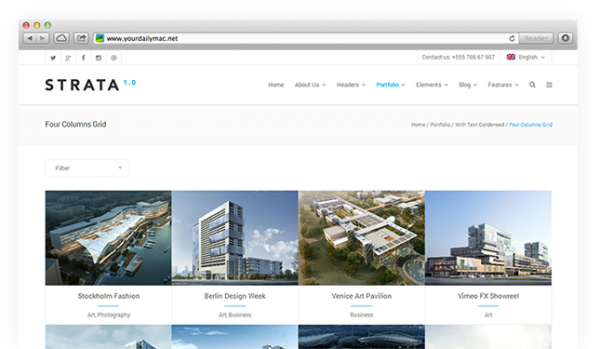 www.yourdailymac.net
Reader
Contact us: +555 786 67 987
English
STRATA 1.0
Home About Us Headers Portfolio Elements Blog Features
Four Columns Grid
Home / Portfolio / With Text Condensed / Four Columns Grid
Filter
Stockholm Fashion
Art, Photography
Berlin Design Week
Art, Business
Venice Art Pavilion
Business
Vimeo FX Showreel
Art